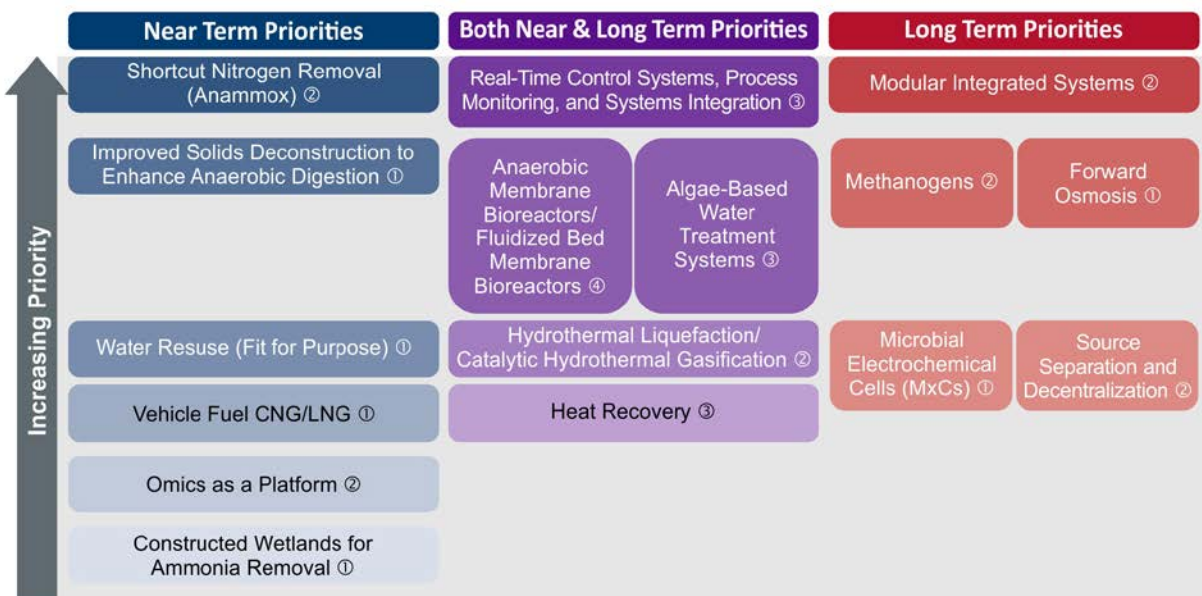 Near Term Priorities
Both Near & Long Term Priorities
Long Term Priorities
Increasing Priority
Shortcut Nitrogen Removal
(Anammox) ②
Improved Solids Deconstruction to
Enhance Anaerobic Digestion ①
Water Resuse (Fit for Purpose) ①
Vehicle Fuel CNG/LNG ①
Omics as a Platform ②
Constructed Wetlands for
Ammonia Removal ①
Real-Time Control Systems, Process
Monitoring, and Systems Integration ③
Anaerobic
Membrane
Bioreactors/
Fluidized Bed
Membrane
Bioreactors ④
Algae-Based
Water
Treatment
Systems ③
Hydrothermal Liquefaction/
Catalytic Hydrothermal Gasification ②
Heat Recovery ③
Modular Integrated Systems ②
Methanogens ②
Forward
Osmosis ①
Microbial
Electrochemical
Cells (MxCs) ①
Source
Separation and
Decentralization ②